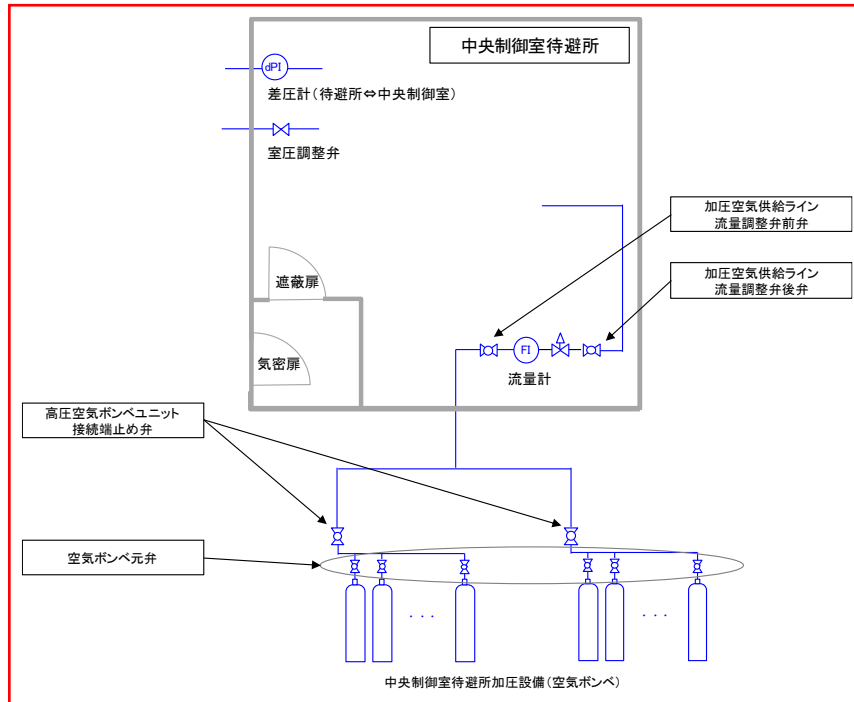 中央制御室待避所
dPI
差圧計(待避所⇔中央制御室)
室圧調整弁
加圧空気供給ライン
流量調整弁前弁
加圧空気供給ライン
流量調整弁後弁
遮蔽扉
気密扉
FI
流量計
高圧空気ボンベユニット
接続端止め弁
空気ボンベ元弁
・・・
・・・
中央制御室待避所加圧設備(空気ボンベ)